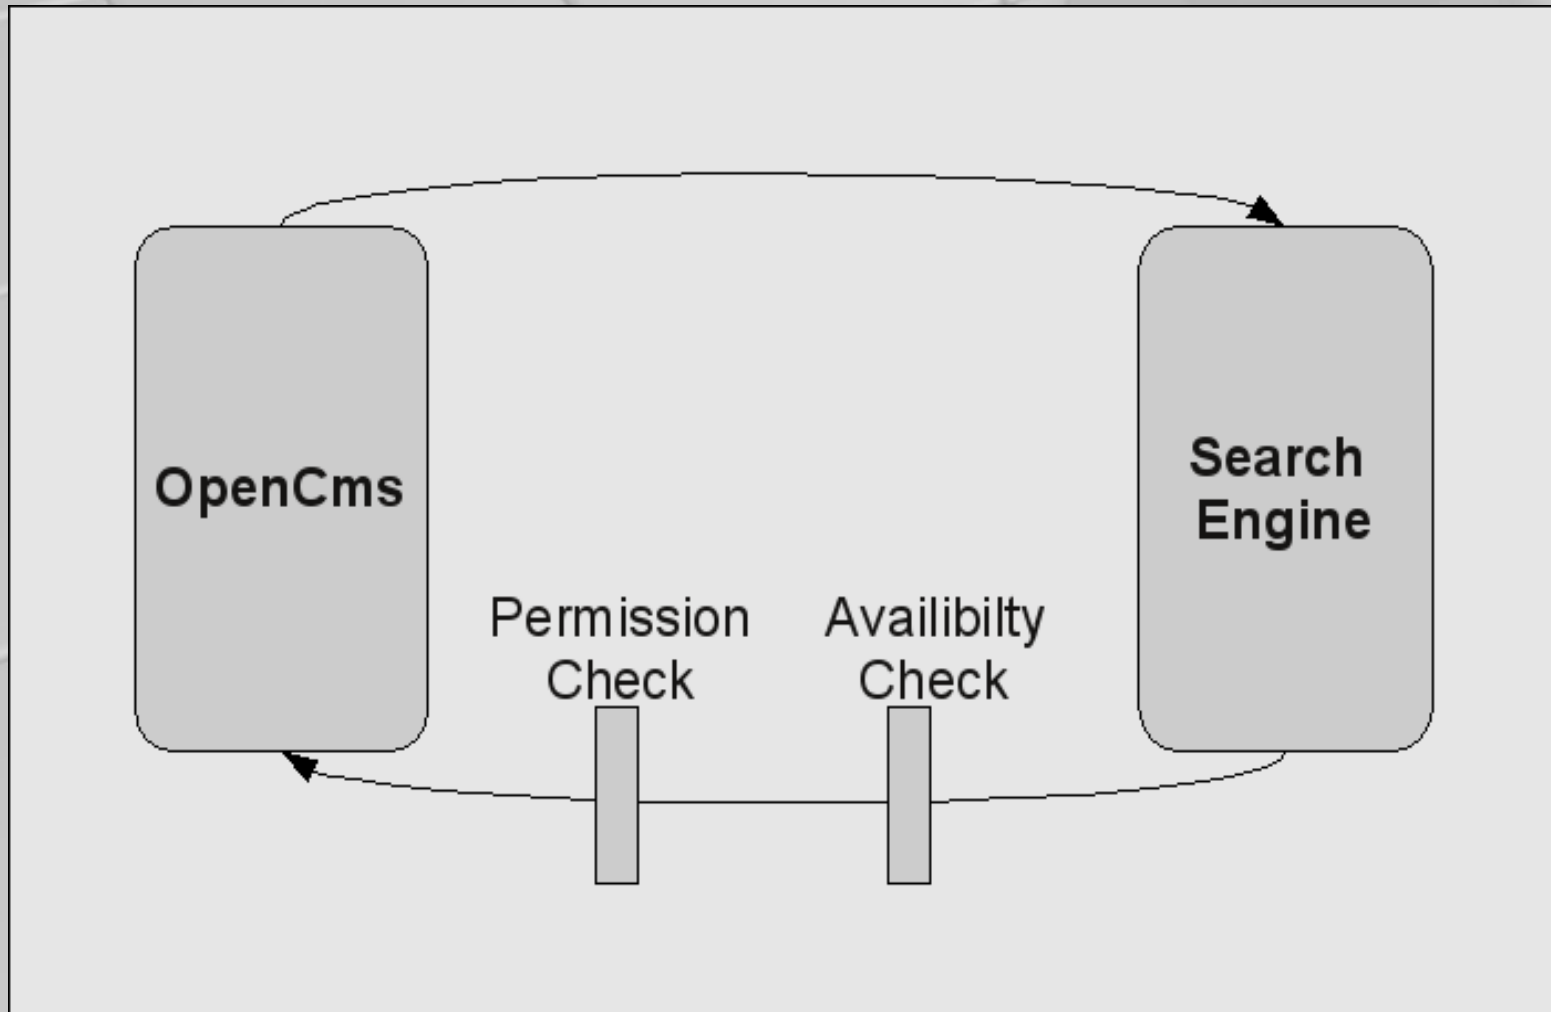 OpenCms
Search
Engine
Permission
Check
Availibilty
Check